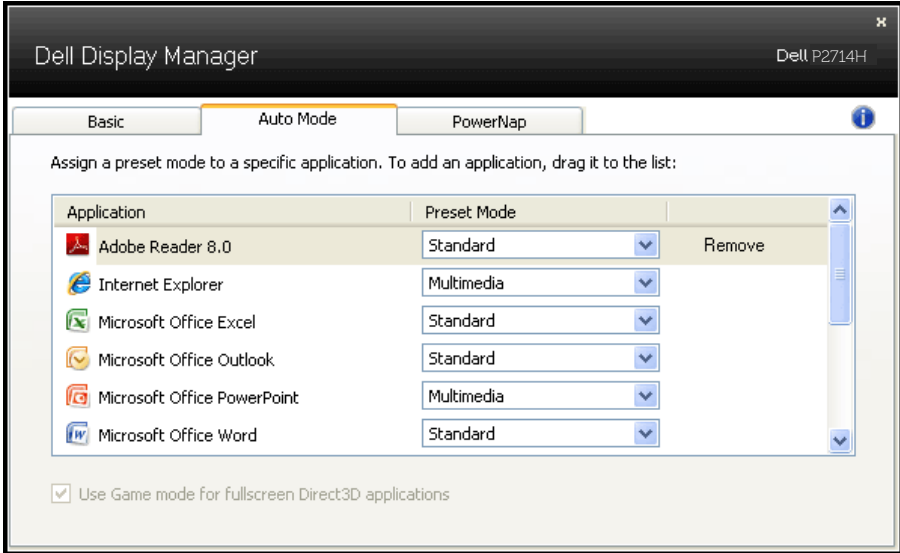 x
Dell Display Manager
Dell P2714H
Basic
Auto Mode
PowerNap
Assign a preset mode to a specific application. To add an application, drag it to the list:
Application Preset Mode
Adobe Reader 8.0 Standard Remove
Internet Explorer Multimedia
Microsoft Office Excel Standard
Microsoft Office Outlook Standard
Microsoft Office PowerPoint Multimedia
Microsoft Office Word Standard
Use Game mode for fullscreen Direct3D applications